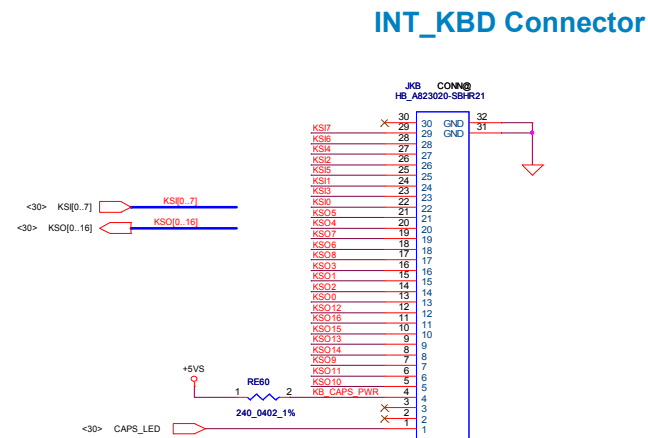 INT_KBD Connector
JKB CONN@
HB_A823020-SBHR21
30 30 GND 32
KSI7 29 29 GND 31
KSI6 28 28
KSI4 27 27
KSI2 26 26
KSI5 25 25
KSI1 24 24
KSI3 23 23
KSI0 22 22
KSO5 21 21
KSO4 20 20
KSO7 19 19
KSO6 18 18
KSO8 17 17
KSO3 16 16
KSO1 15 15
KSO2 14 14
KSO0 13 13
KSO12 12 12
KSO16 11 11
KSO15 10 10
KSO13 9 9
KSO14 8 8
KSO9 7 7
KSO11 6 6
KSO10 5 5
KB_CAPS_PWR 4 4
3 3
2 2
1 1
<30> KSI[0..7] KSI[0..7]
<30> KSO[0..16] KSO[0..16]
+5VS
RE60
1 2
240_0402_1%
<30> CAPS_LED